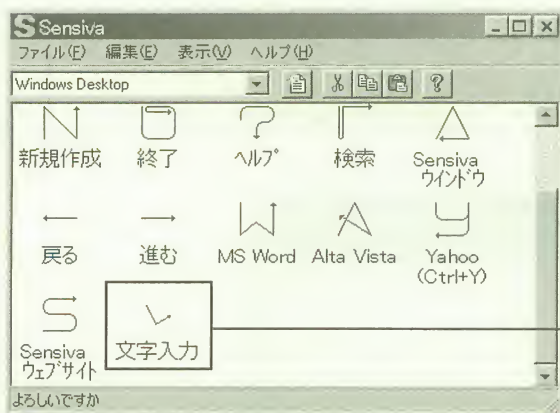 Sensiva
ファイル(F) 編集(E) 表示(V) ヘルプ(H)
Windows Desktop
新規作成 終了 ヘルプ 検索 Sensiva ウインドウ
戻る 進む MS Word Alta Vista Yahoo (Ctrl+Y)
Sensiva ウェブサイト 文字入力
よろしいですか